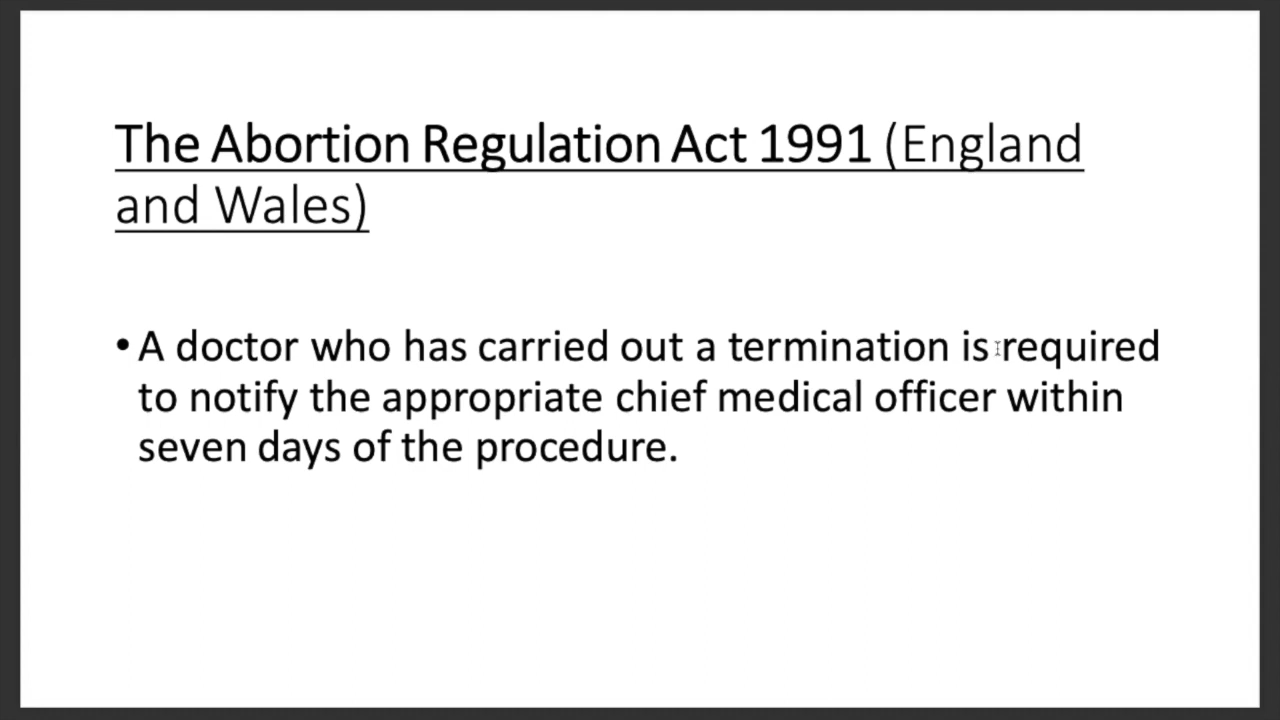 The Abortion Regulation Act 1991 (England
and Wales)
• A doctor who has carried out a termination is required
to notify the appropriate chief medical officer within
seven days of the procedure.